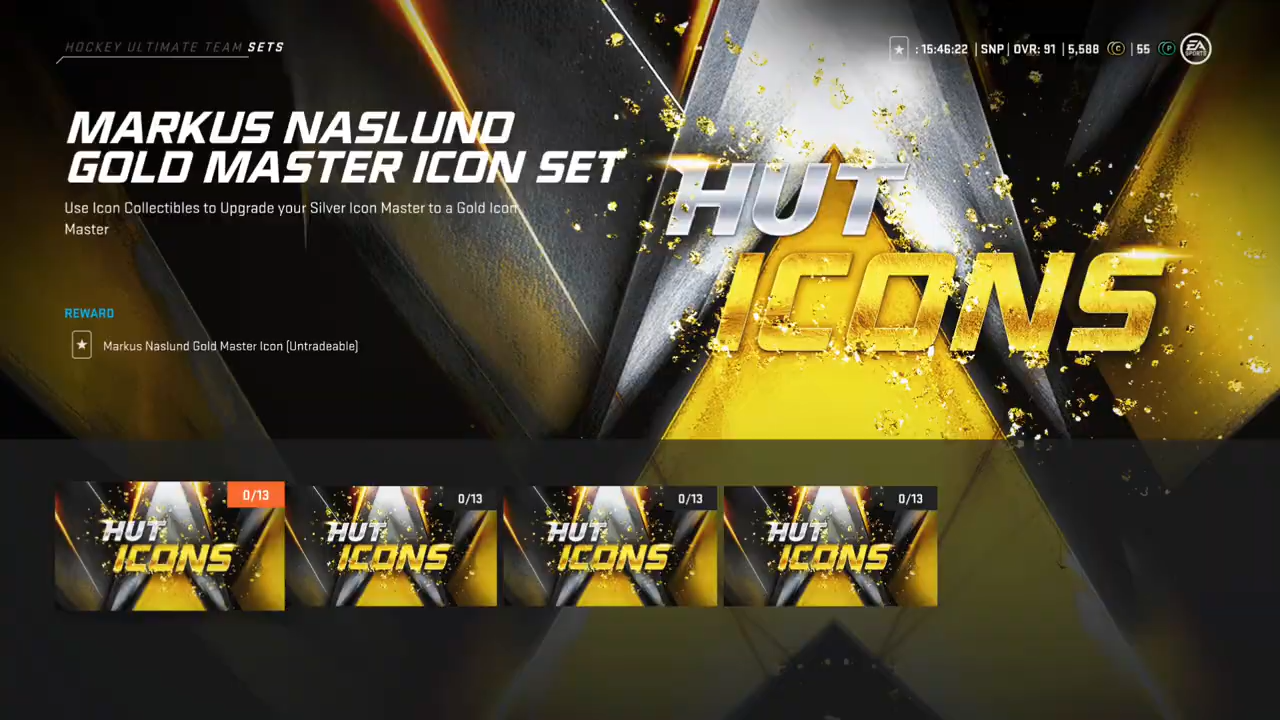 HOCKEY ULTIMATE TEAM SETS
: 15:46:22 | SNP | OVR: 91 | 5,588 C | 55 P EA SPORTS
MARKUS NASLUND
GOLD MASTER ICON SET
Use Icon Collectibles to Upgrade your Silver Icon Master to a Gold Icon
Master
HUT
ICONS
REWARD
Markus Naslund Gold Master Icon (Untradeable)
0/13
HUT
ICONS
0/13
HUT
ICONS
0/13
HUT
ICONS
0/13
HUT
ICONS